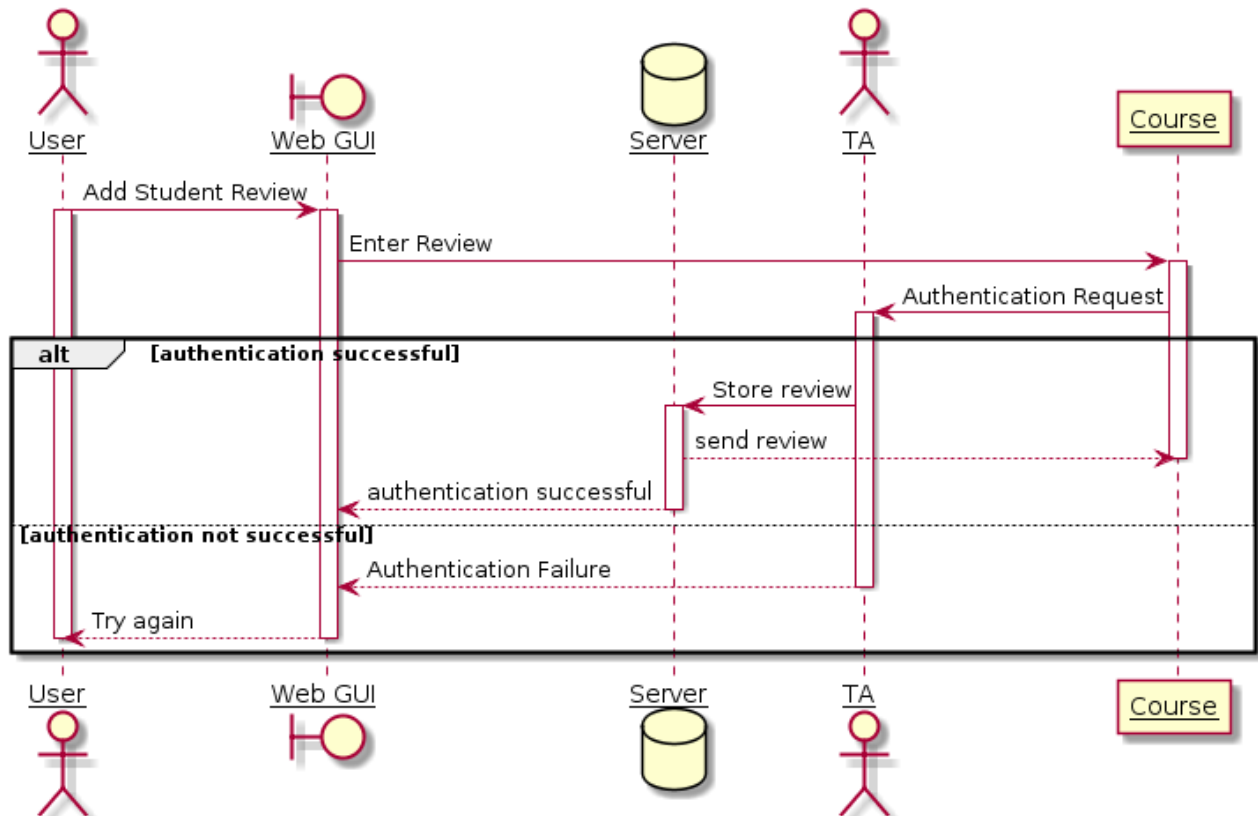 User
Web GUI
Server
TA
Course
Add Student Review
Enter Review
Authentication Request
alt
[authentication successful]
Store review
send review
authentication successful
[authentication not successful]
Authentication Failure
Try again
User
Web GUI
Server
TA
Course